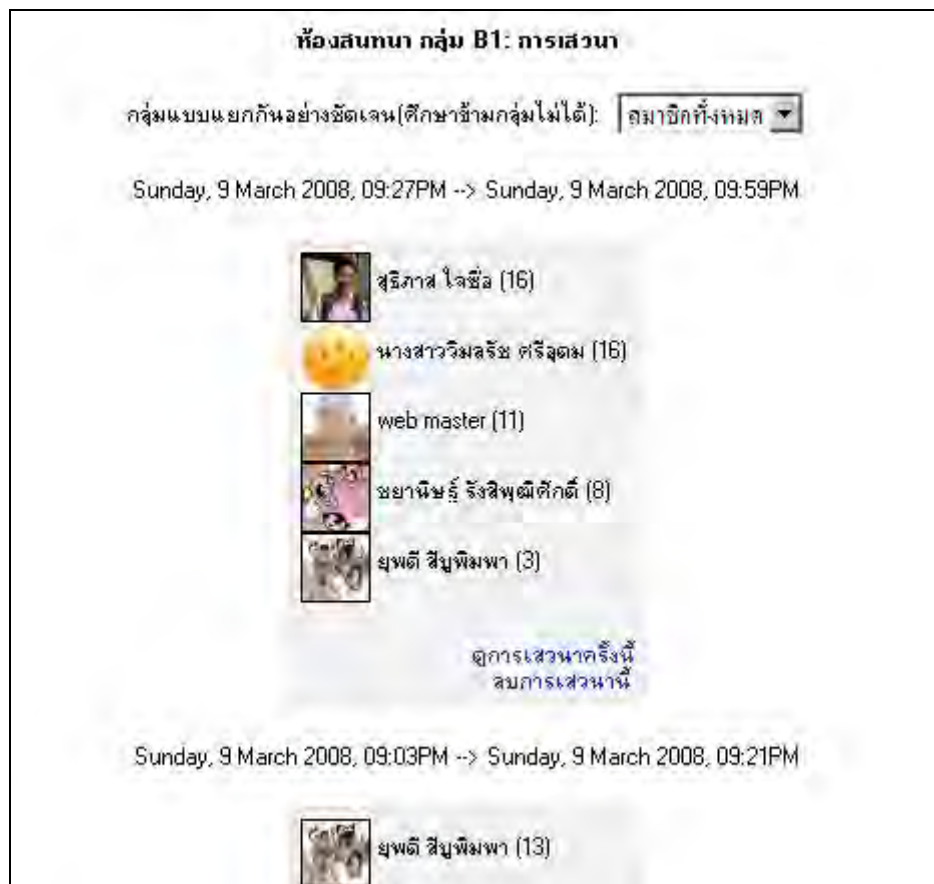 ห้องสนทนา กลุ่ม B1: การเสวนา
กลุ่มแบบแยกกันอย่างชัดเจน(ศึกษาข้ามกลุ่มไม่ได้): สมาชิกทั้งหมด
Sunday, 9 March 2008, 09:27PM --> Sunday, 9 March 2008, 09:59PM
สุธิภาส ใจซื่อ (16)
นางสาววิมลรัช ศรีอุดม (16)
web master (11)
ชยานิษฐ์ รังสิพุฒิศักดิ์ (8)
ยุพดี สีบูพิมพา (3)
ดูการเสวนาครั้งนี้
ลบการเสวนานี้
Sunday, 9 March 2008, 09:03PM --> Sunday, 9 March 2008, 09:21PM
ยุพดี สีบูพิมพา (13)